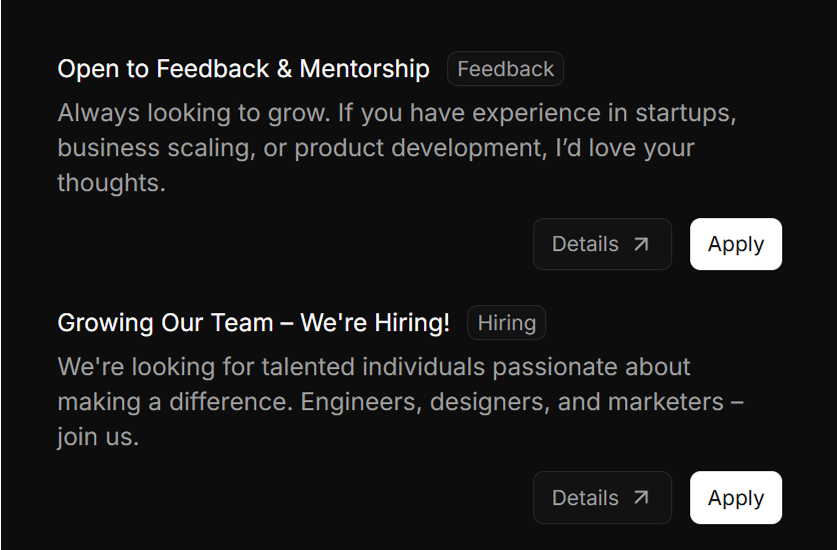 Open to Feedback & Mentorship Feedback
Always looking to grow. If you have experience in startups,
business scaling, or product development, I’d love your
thoughts.
Details Apply
Growing Our Team – We're Hiring! Hiring
We're looking for talented individuals passionate about
making a difference. Engineers, designers, and marketers –
join us.
Details Apply